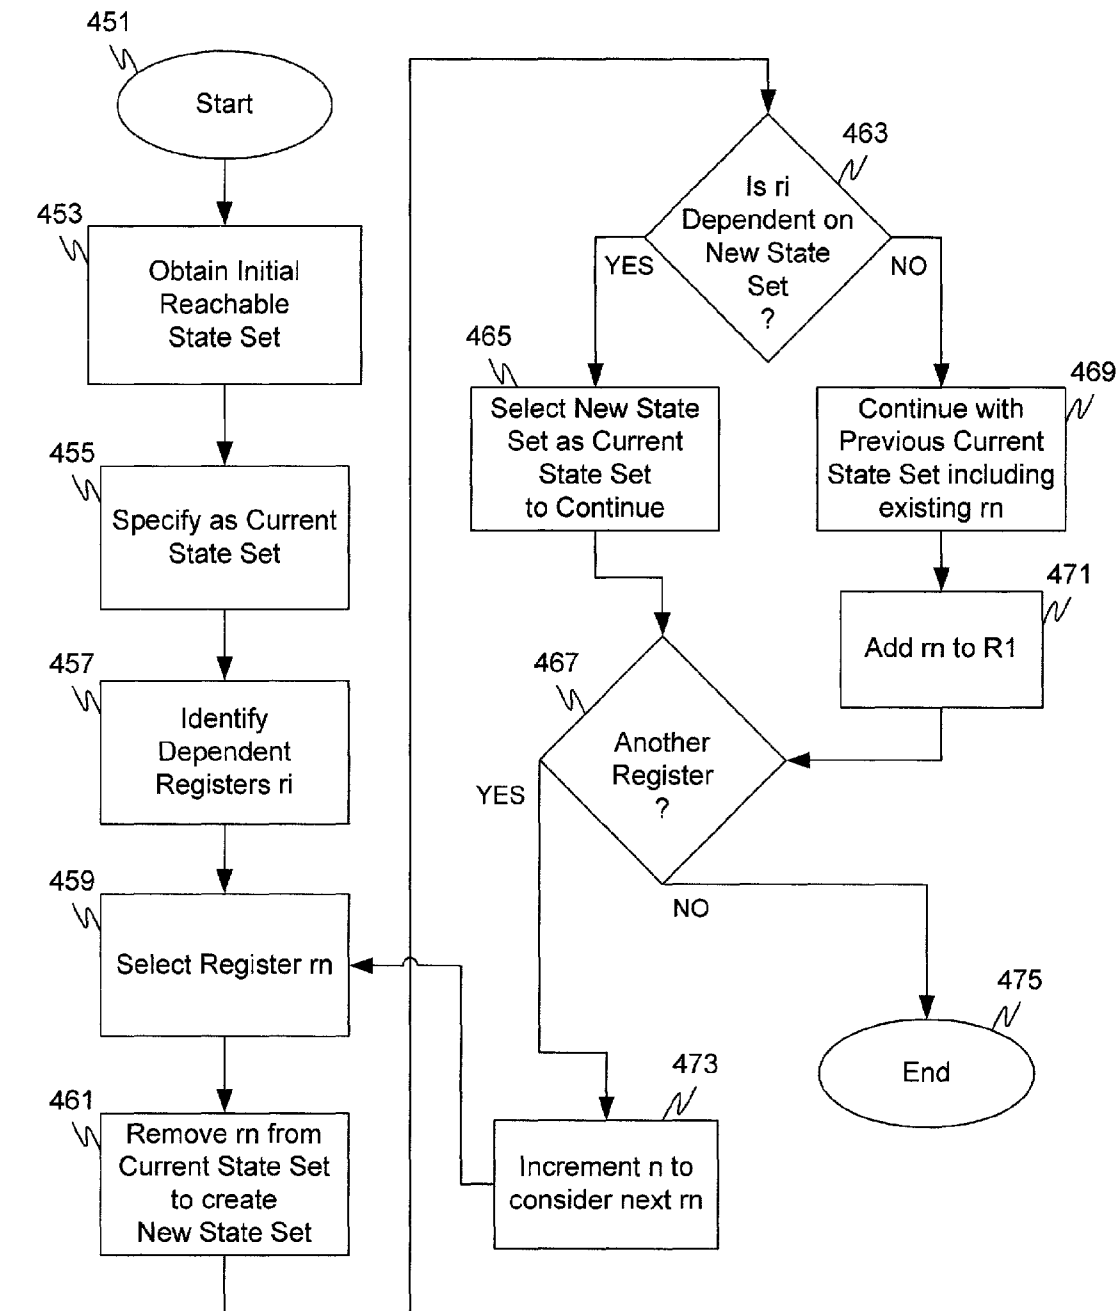 451
Start
453
Obtain Initial
Reachable
State Set
455
Specify as Current
State Set
457
Identify
Dependent
Registers ri
459
Select Register rn
461
Remove rn from
Current State Set
to create
New State Set
463
Is ri
Dependent on
New State
Set
?
YES
NO
465
Select New State
Set as Current
State Set
to Continue
469
Continue with
Previous Current
State Set including
existing rn
471
Add rn to R1
467
Another
Register
?
YES
NO
473
Increment n to
consider next rn
475
End